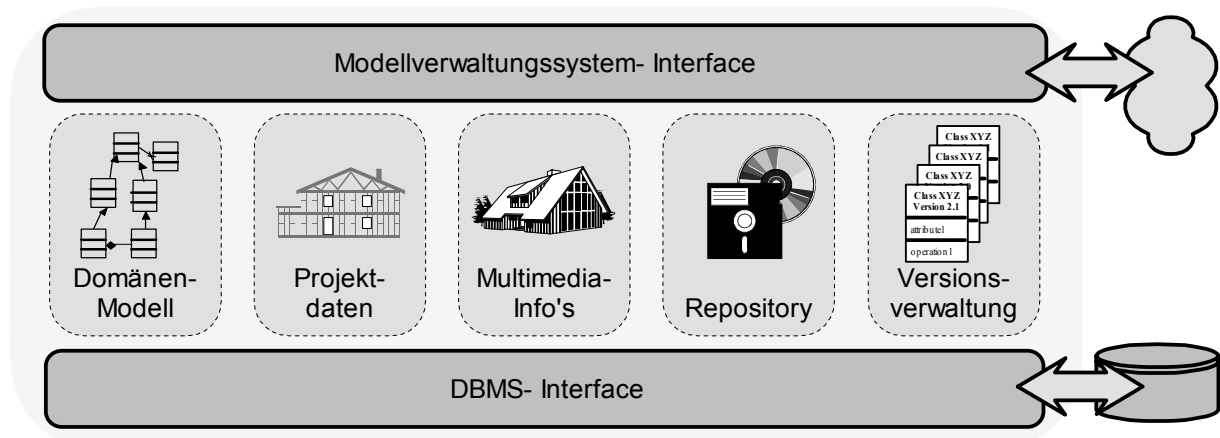 Modellverwaltungssystem- Interface
Class XYZ
Class XYZ
Class XYZ
Class XYZ
Version 2.1
attribute1
operation1
Domänen-
Modell
Projekt-
daten
Multimedia-
Info's
Repository
Versions-
verwaltung
DBMS- Interface